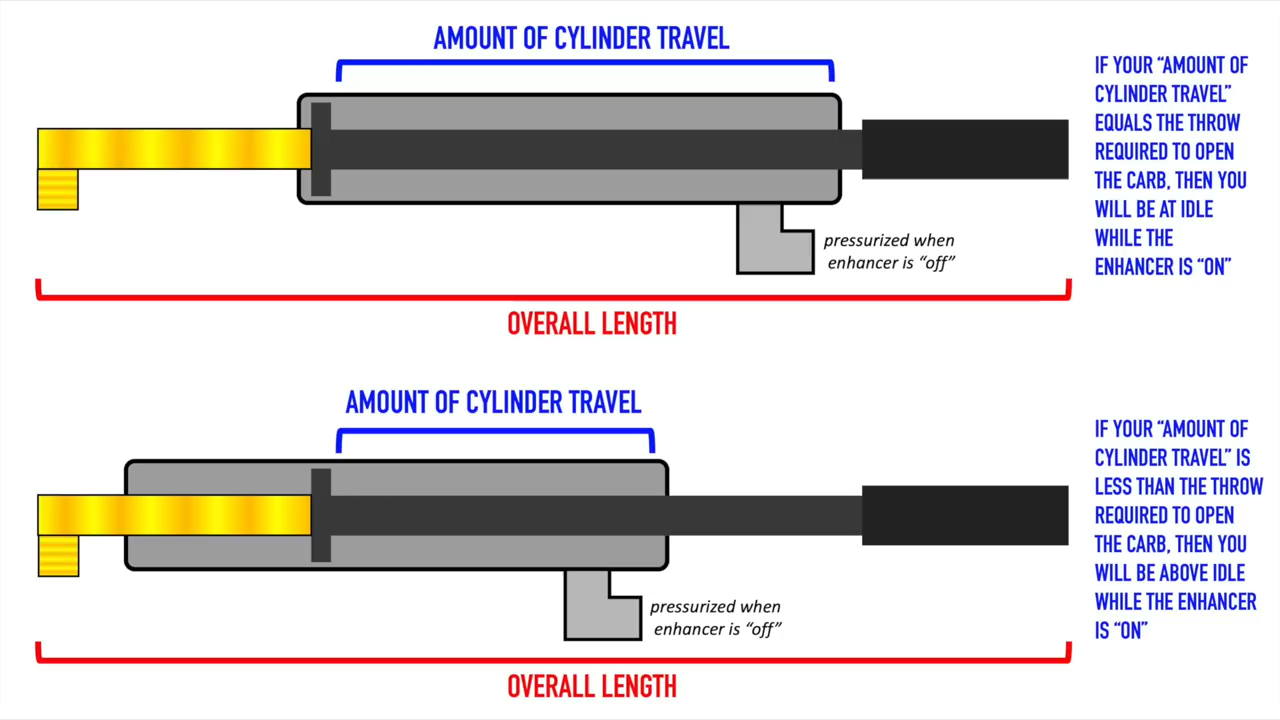 AMOUNT OF CYLINDER TRAVEL
IF YOUR “AMOUNT OF
CYLINDER TRAVEL”
EQUALS THE THROW
REQUIRED TO OPEN
THE CARB, THEN YOU
WILL BE AT IDLE
WHILE THE
ENHANCER IS “ON”
pressurized when
enhancer is “off”
OVERALL LENGTH
AMOUNT OF CYLINDER TRAVEL
IF YOUR “AMOUNT OF
CYLINDER TRAVEL” IS
LESS THAN THE THROW
REQUIRED TO OPEN
THE CARB, THEN YOU
WILL BE ABOVE IDLE
WHILE THE ENHANCER
IS “ON”
pressurized when
enhancer is “off”
OVERALL LENGTH